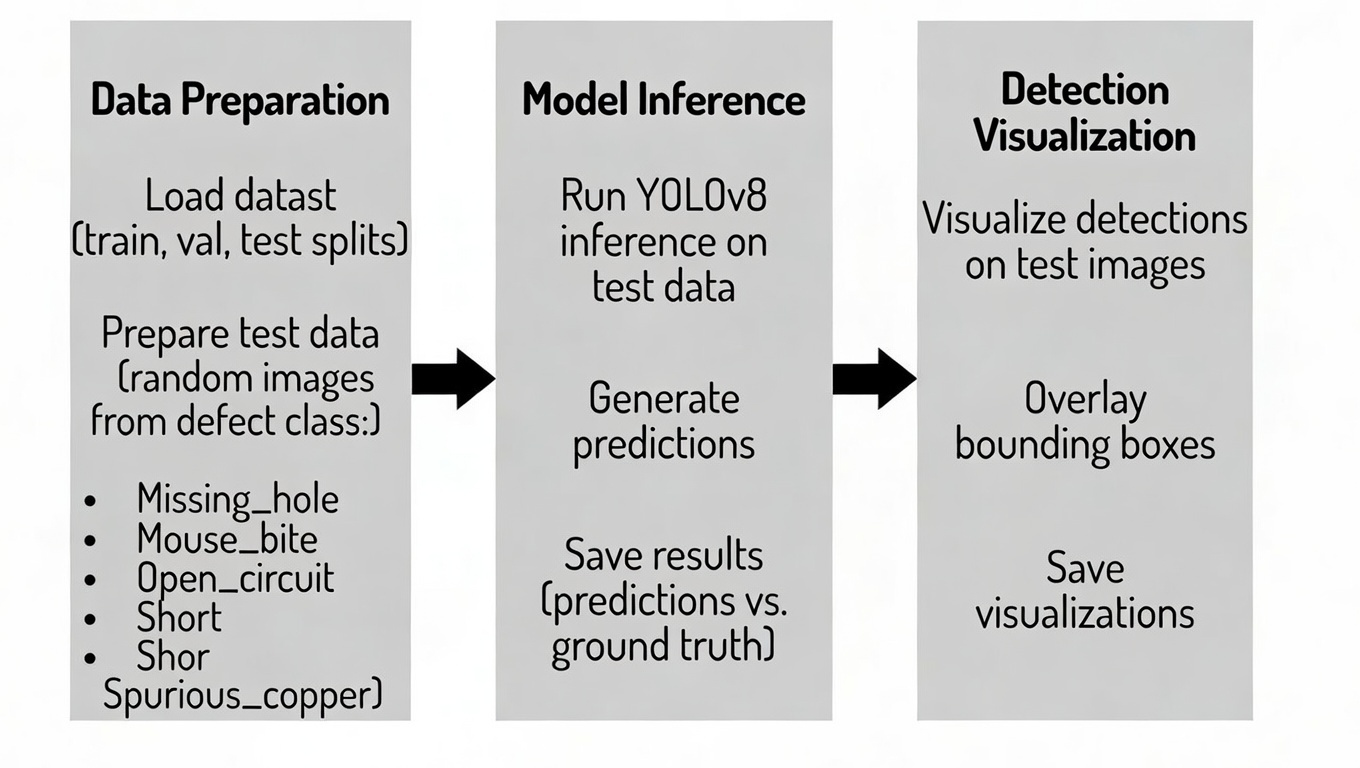 Data Preparation
Load datast
(train, val, test splits)
Prepare test data
(random images
from defect class:)
• Missing_hole
• Mouse_bite
• Open_circuit
• Short
• Shor
Spurious_copper)
Model Inference
Run YOLOv8
inference on
test data
Generate
predictions
Save results
(predictions vs.
ground truth)
Detection
Visualization
Visualize detections
on test images
Overlay
bounding boxes
Save
visualizations